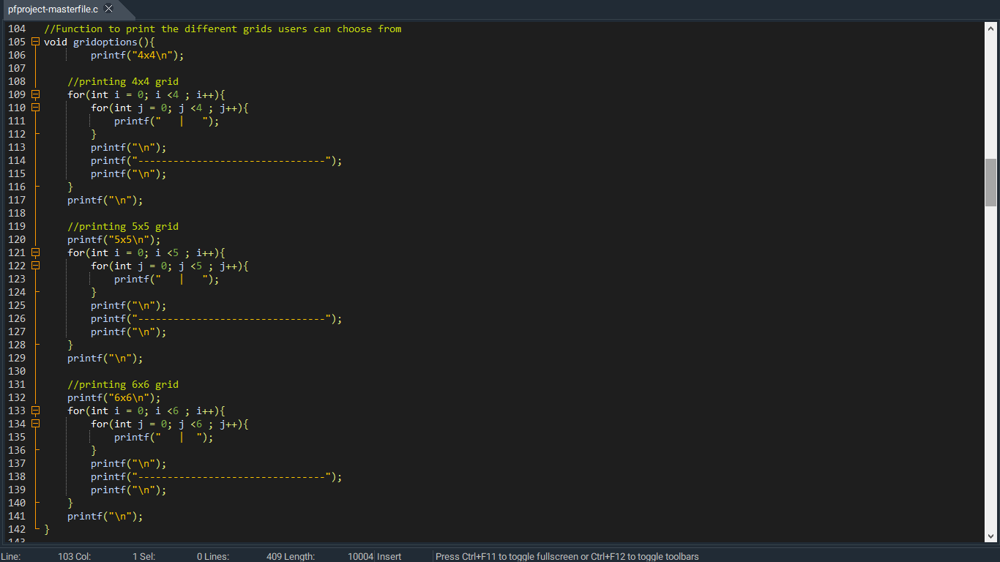 pfproject-masterfile.c
104 //Function to print the different grids users can choose from
105 void gridoptions(){
106         printf("4x4\n");
107
108     //printing 4x4 grid
109     for(int i = 0; i <4 ; i++){
110         for(int j = 0; j <4 ; j++){
111             printf("   |   ");
112         }
113         printf("\n");
114         printf("--------------------------------");
115         printf("\n");
116     }
117     printf("\n");
118
119     //printing 5x5 grid
120     printf("5x5\n");
121     for(int i = 0; i <5 ; i++){
122         for(int j = 0; j <5 ; j++){
123             printf("   |   ");
124         }
125         printf("\n");
126         printf("--------------------------------");
127         printf("\n");
128     }
129     printf("\n");
130
131     //printing 6x6 grid
132     printf("6x6\n");
133     for(int i = 0; i <6 ; i++){
134         for(int j = 0; j <6 ; j++){
135             printf("   |  ");
136         }
137         printf("\n");
138         printf("--------------------------------");
139         printf("\n");
140     }
141     printf("\n");
142 }
143
Line: 103 Col: 1 Sel: 0 Lines: 409 Length: 10004 Insert Press Ctrl+F11 to toggle fullscreen or Ctrl+F12 to toggle toolbars